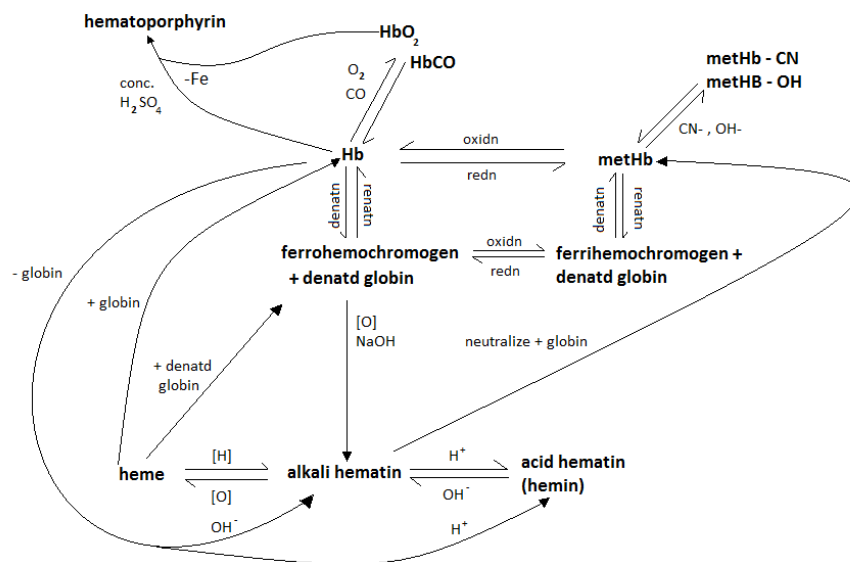 hematoporphyrin
HbO2
HbCO
conc.
H2SO4
-Fe
O2
CO
metHb - CN
metHB - OH
CN- , OH-
Hb
oxidn
redn
metHb
denatn
renatn
denatn
renatn
- globin
+ globin
ferrohemochromogen
+ denatd globin
oxidn
redn
ferrihemochromogen +
denatd globin
[O]
NaOH
neutralize + globin
+ denatd
globin
heme
[H]
[O]
OH-
alkali hematin
H+
OH-
H+
acid hematin
(hemin)